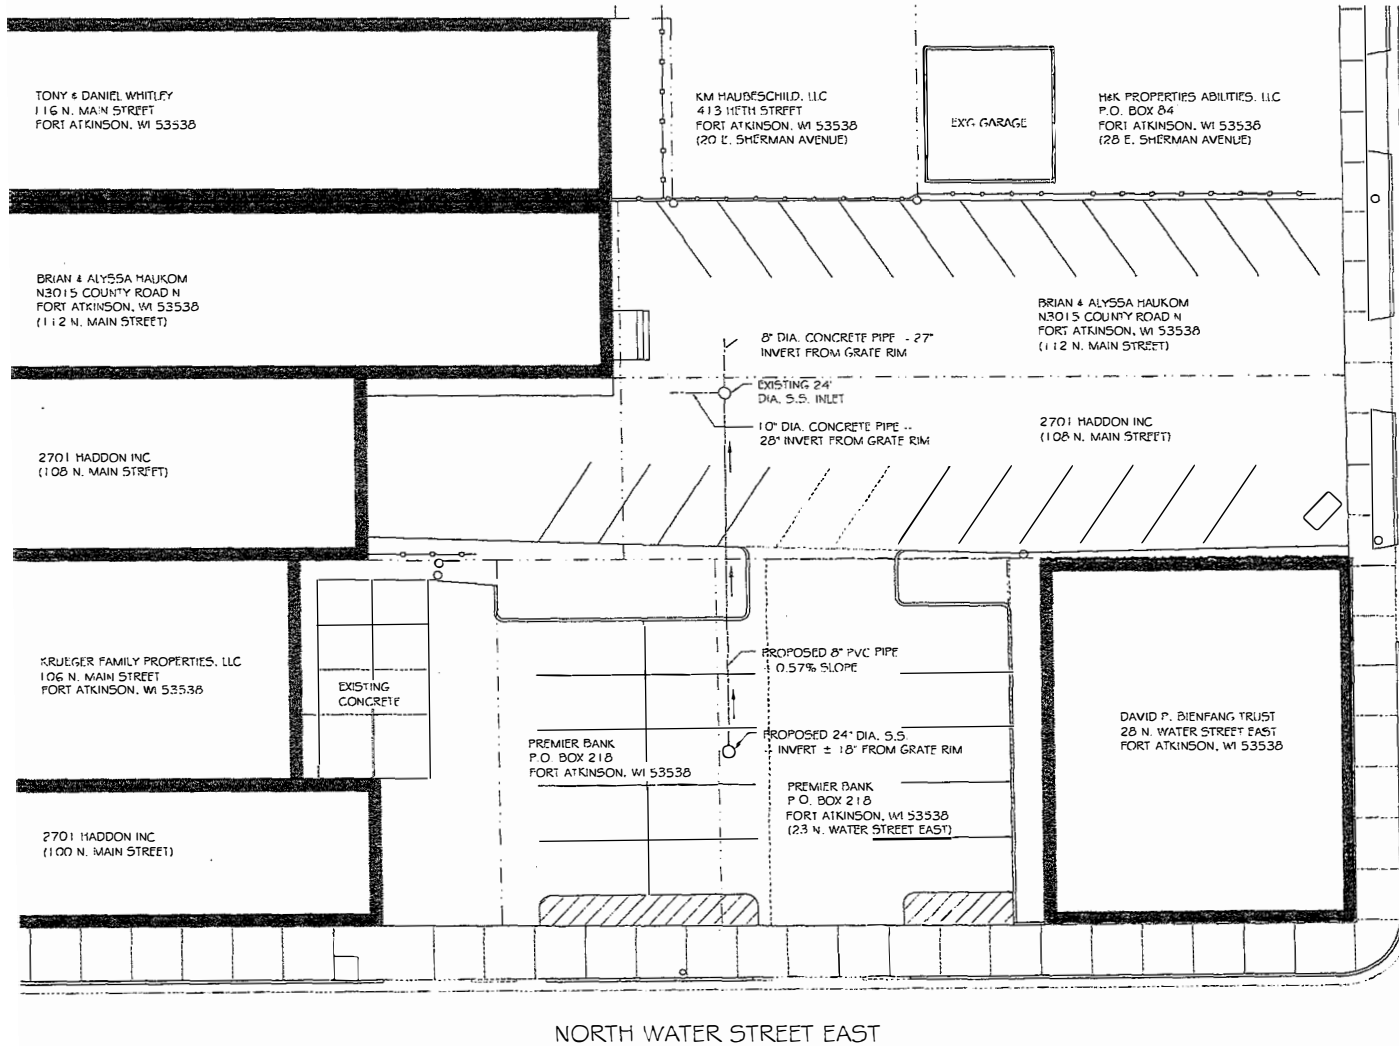 TONY & DANIEL WHITLEY
116 N. MAIN STREET
FORT ATKINSON, WI 53538
KM HAUBESCHILD, LLC
FORT ATKINSON, WI 53538
(20 E. SHERMAN AVENUE)
EX'G GARAGE
H&K PROPERTIES ABILITIES, LLC
P.O. BOX 84
FORT ATKINSON, WI 53538
(28 E. SHERMAN AVENUE)
BRIAN & ALYSSA HAUKOM
N3015 COUNTY ROAD N
FORT ATKINSON, WI 53538
(112 N. MAIN STREET)
BRIAN & ALYSSA HAUKOM
N3015 COUNTY ROAD N
FORT ATKINSON, WI 53538
(112 N. MAIN STREET)
8" DIA. CONCRETE PIPE - 27"
INVERT FROM GRATE RIM
EXISTING 24"
DIA. S.S. INLET
10" DIA. CONCRETE PIPE --
28" INVERT FROM GRATE RIM
2701 HADDON INC
(108 N. MAIN STREET)
2701 HADDON INC
(108 N. MAIN STREET)
KRUEGER FAMILY PROPERTIES, LLC
106 N. MAIN STREET
FORT ATKINSON, WI 53538
EXISTING
CONCRETE
PROPOSED 8" PVC PIPE
0.57% SLOPE
PROPOSED 24" DIA. S.S.
INVERT ± 18" FROM GRATE RIM
PREMIER BANK
P.O. BOX 218
FORT ATKINSON, WI 53538
PREMIER BANK
P.O. BOX 218
FORT ATKINSON, WI 53538
(23 N. WATER STREET EAST)
DAVID P. BIENFANG TRUST
28 N. WATER STREET EAST
FORT ATKINSON, WI 53538
2701 HADDON INC
(100 N. MAIN STREET)
NORTH WATER STREET EAST